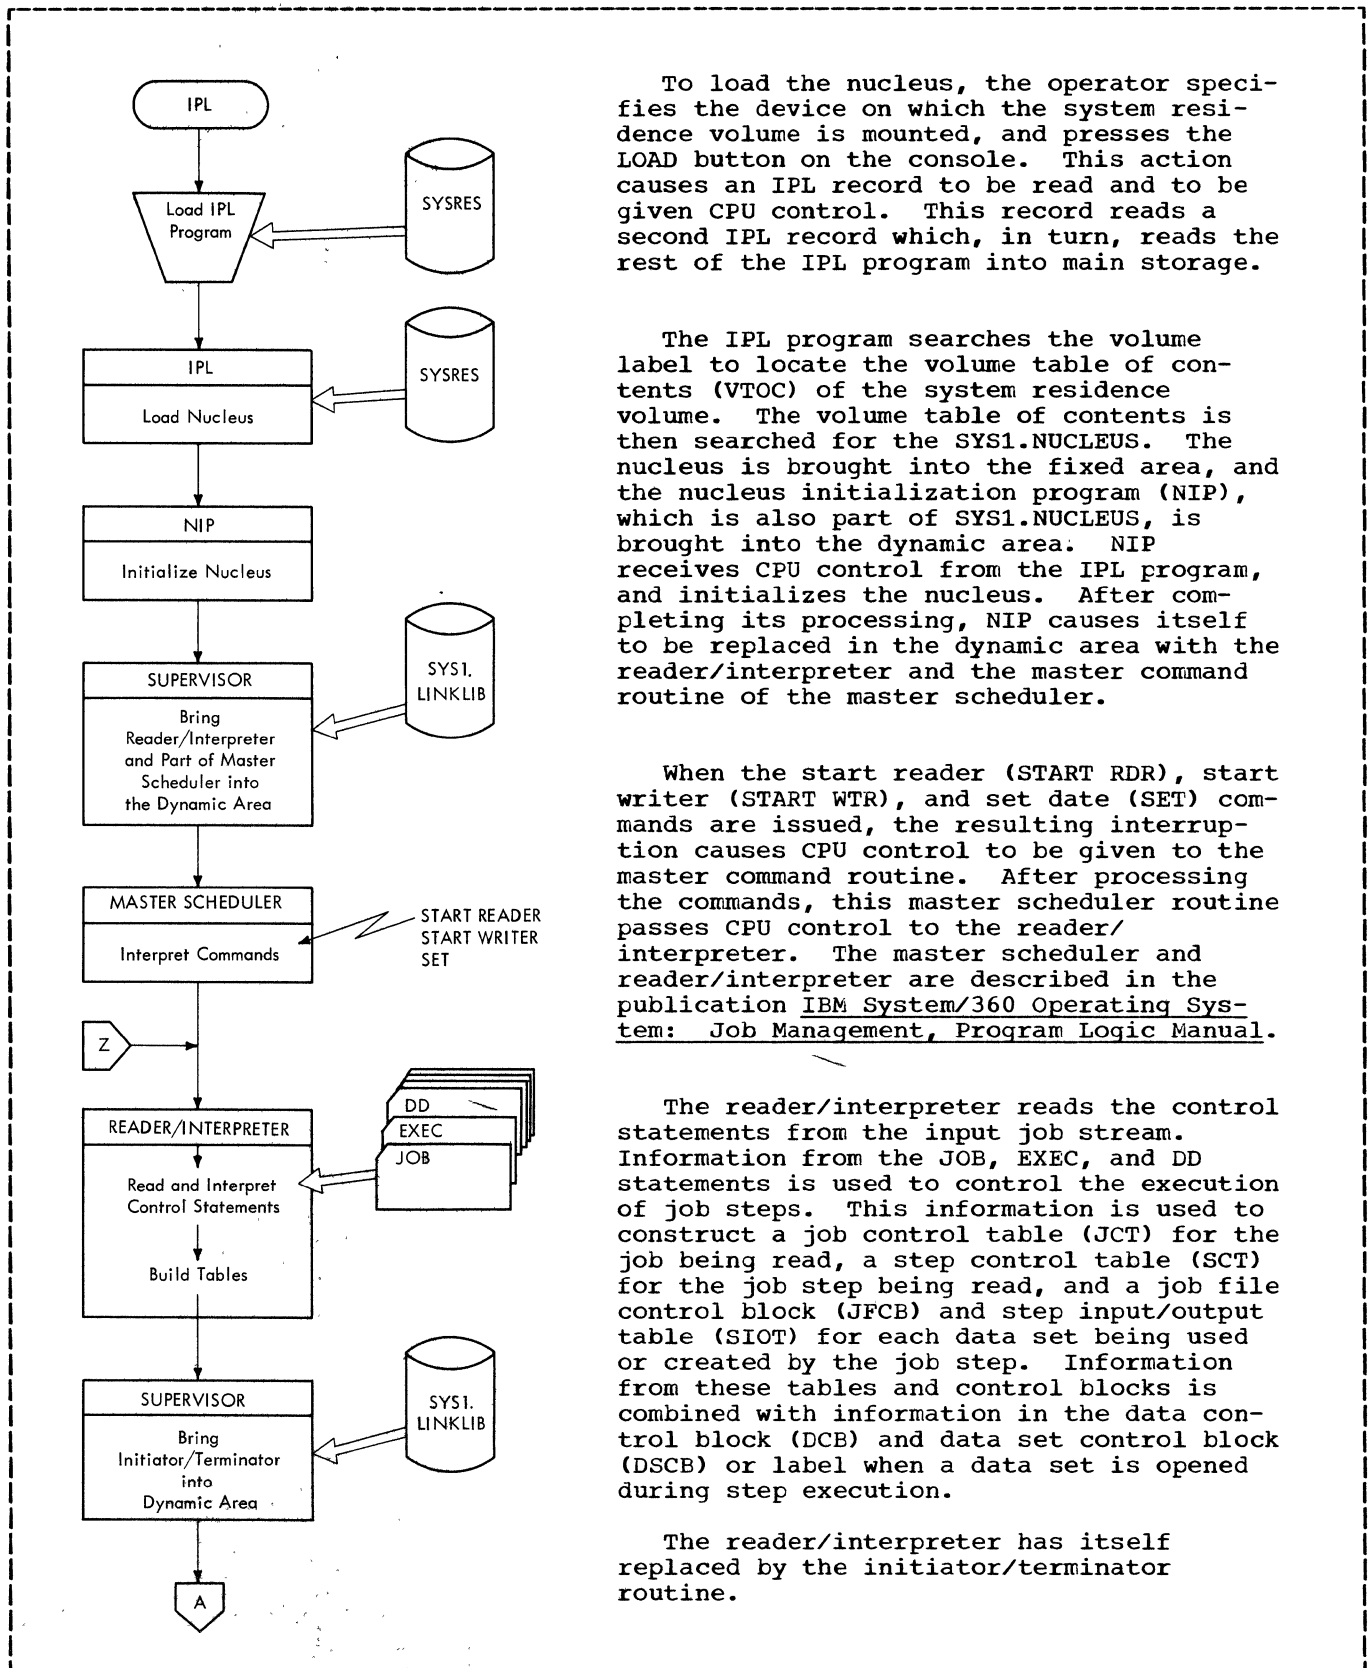 IPL
Load IPL
Program
SYSRES
IPL
Load Nucleus
SYSRES
NIP
Initialize Nucleus
SUPERVISOR
Bring
Reader/Interpreter
and Part of Master
Scheduler into
the Dynamic Area
SYS1.
LINKLIB
MASTER SCHEDULER
Interpret Commands
START READER
START WRITER
SET
Z
READER/INTERPRETER
Read and Interpret
Control Statements
Build Tables
DD
EXEC
JOB
SUPERVISOR
Bring
Initiator/Terminator
into
Dynamic Area
SYS1.
LINKLIB
A
To load the nucleus, the operator speci-
fies the device on which the system resi-
dence volume is mounted, and presses the
LOAD button on the console. This action
causes an IPL record to be read and to be
given CPU control. This record reads a
second IPL record which, in turn, reads the
rest of the IPL program into main storage.
The IPL program searches the volume
label to locate the volume table of con-
tents (VTOC) of the system residence
volume. The volume table of contents is
then searched for the SYS1.NUCLEUS. The
nucleus is brought into the fixed area, and
the nucleus initialization program (NIP),
which is also part of SYS1.NUCLEUS, is
brought into the dynamic area. NIP
receives CPU control from the IPL program,
and initializes the nucleus. After com-
pleting its processing, NIP causes itself
to be replaced in the dynamic area with the
reader/interpreter and the master command
routine of the master scheduler.
When the start reader (START RDR), start
writer (START WTR), and set date (SET) com-
mands are issued, the resulting interrup-
tion causes CPU control to be given to the
master command routine. After processing
the commands, this master scheduler routine
passes CPU control to the reader/
interpreter. The master scheduler and
reader/interpreter are described in the
publication IBM System/360 Operating Sys-
tem: Job Management, Program Logic Manual.
The reader/interpreter reads the control
statements from the input job stream.
Information from the JOB, EXEC, and DD
statements is used to control the execution
of job steps. This information is used to
construct a job control table (JCT) for the
job being read, a step control table (SCT)
for the job step being read, and a job file
control block (JFCB) and step input/output
table (SIOT) for each data set being used
or created by the job step. Information
from these tables and control blocks is
combined with information in the data con-
trol block (DCB) and data set control block
(DSCB) or label when a data set is opened
during step execution.
The reader/interpreter has itself
replaced by the initiator/terminator
routine.